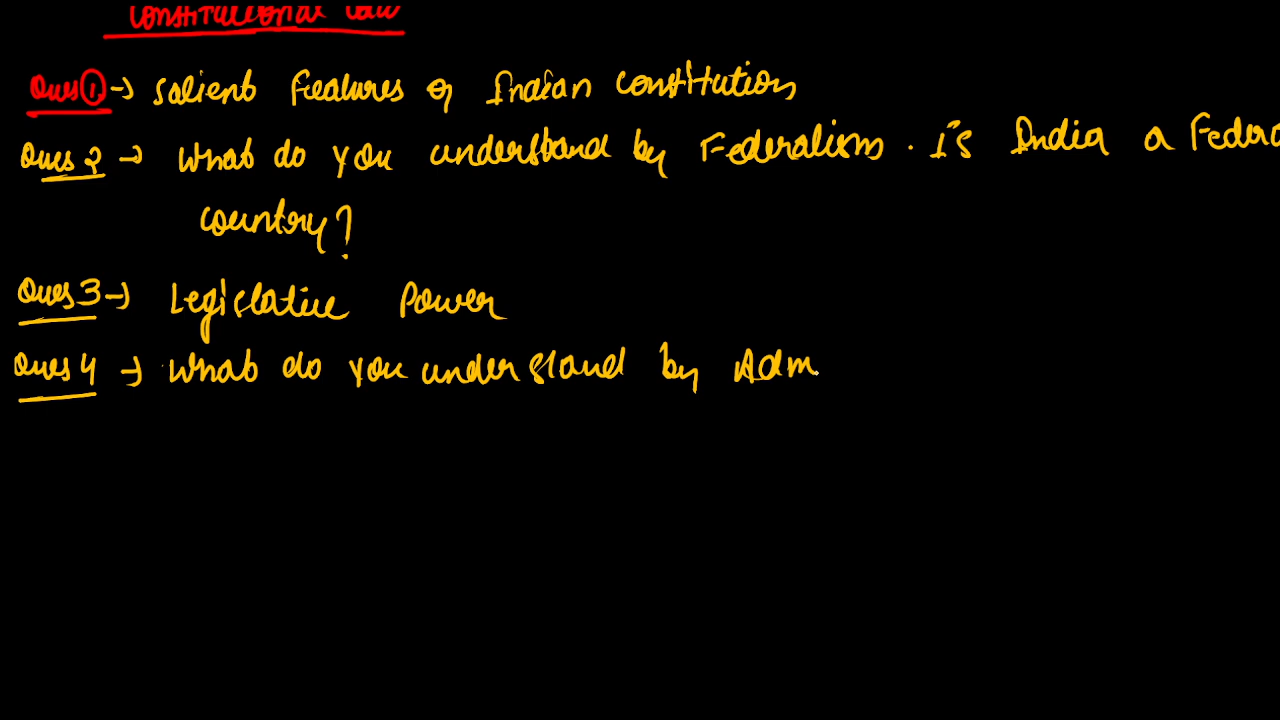 Constitutional Law
Ques 1 → Salient Features of Indian Constitution
Ques 2 → What do you understand by Federalism. Is India a Federa
country?
Ques 3 → Legislative Power
Ques 4 → What do you understand by Adm